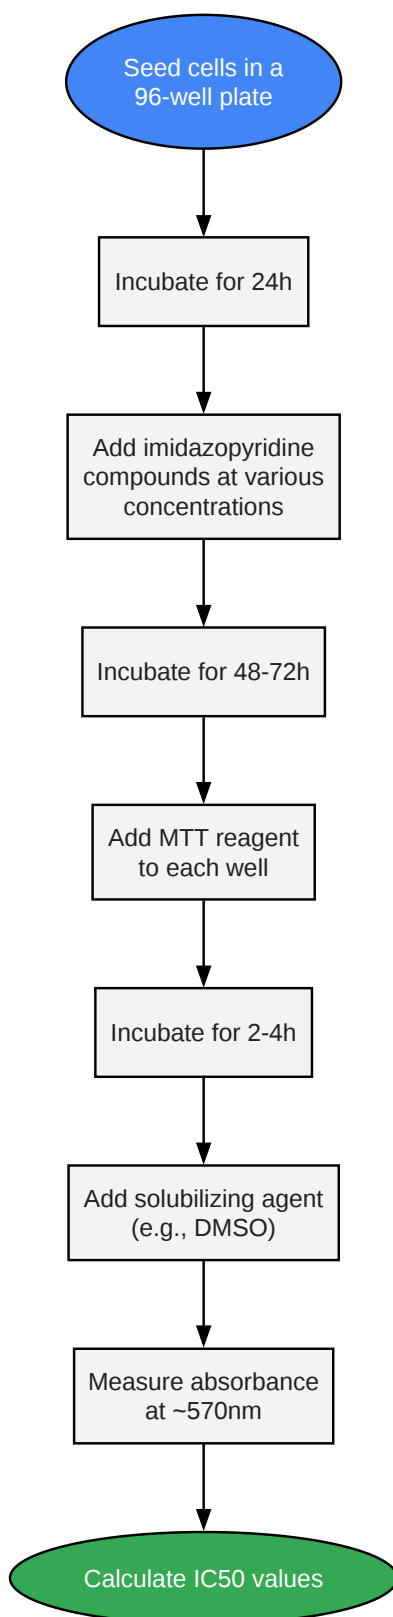 Seed cells in a
96-well plate
Incubate for 24h
Add imidazopyridine
compounds at various
concentrations
Incubate for 48-72h
Add MTT reagent
to each well
Incubate for 2-4h
Add solubilizing agent
(e.g., DMSO)
Measure absorbance
at ~570nm
Calculate IC50 values